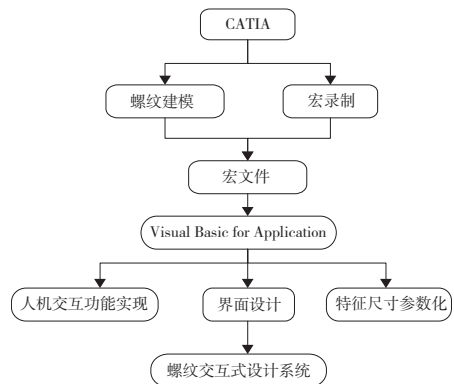 CATIA
螺纹建模
宏录制
宏文件
Visual Basic for Application
人机交互功能实现
界面设计
特征尺寸参数化
螺纹交互式设计系统